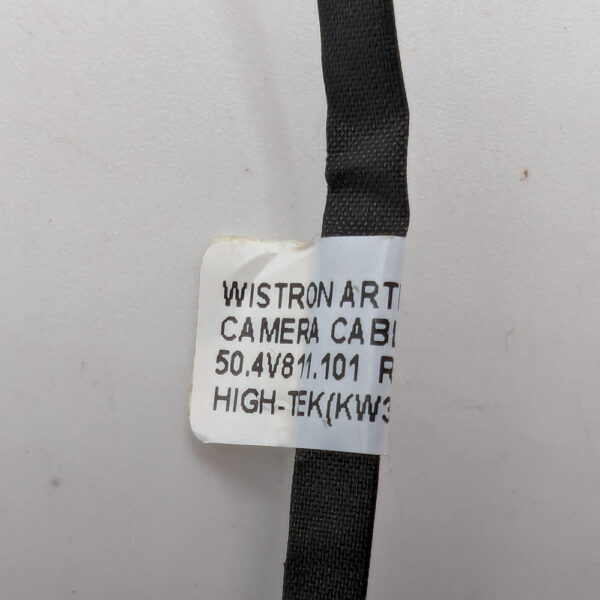 WISTRON ART
CAMERA CAB
50.4V811.101 R
HIGH-TEK(KW3